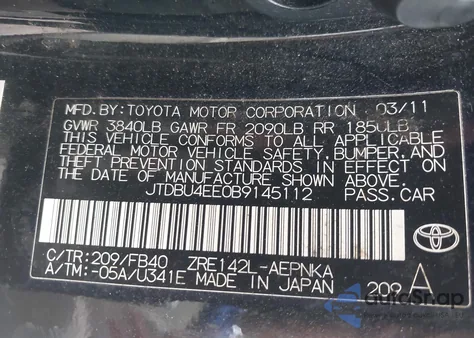 MFD. BY: TOYOTA MOTOR CORPORATION 03/11
GVWR 3840LB GAWR FR 2090LB RR 1850LB
THIS VEHICLE CONFORMS TO ALL APPLICABLE
FEDERAL MOTOR VEHICLE SAFETY, BUMPER, AND
THEFT PREVENTION STANDARDS IN EFFECT ON
THE DATE OF MANUFACTURE SHOWN ABOVE.
JTDBU4EE0B9145112 PASS. CAR
C/TR: 209/FB40 ZRE142L-AEPNKA
A/TM: -05A/U341E MADE IN JAPAN 209 A
TOYOTA
autoSnap